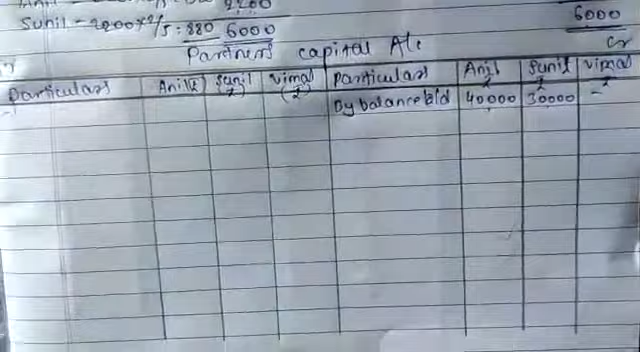 2200
Sunil - 2200 x 2/5 : 880 6000
6000
Partners capital A/c
Cr
Particulars Anil(₹) Sunil (₹) Vimal (₹) Particulars Anil ₹ Sunil ₹ Vimal ₹
By balance b/d 40000 30000 -